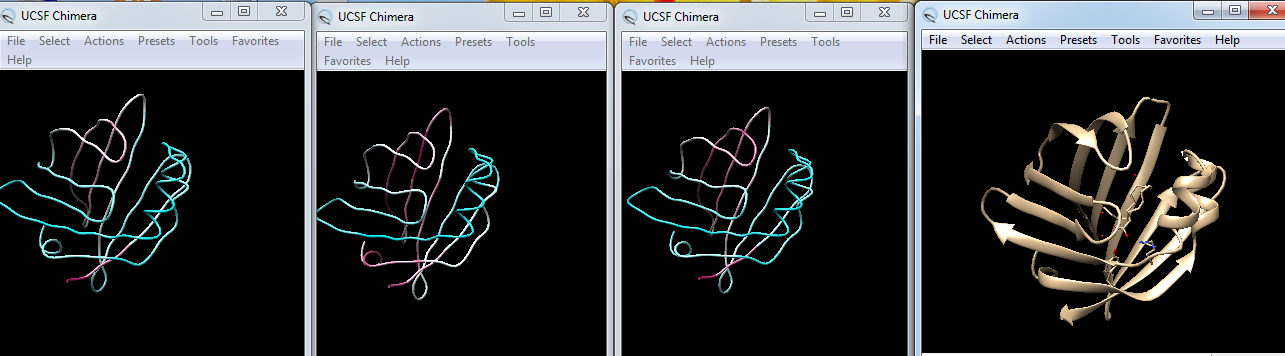 UCSF Chimera
File Select Actions Presets Tools Favorites
Help
UCSF Chimera
File Select Actions Presets Tools
Favorites Help
UCSF Chimera
File Select Actions Presets Tools
Favorites Help
UCSF Chimera
File Select Actions Presets Tools Favorites Help